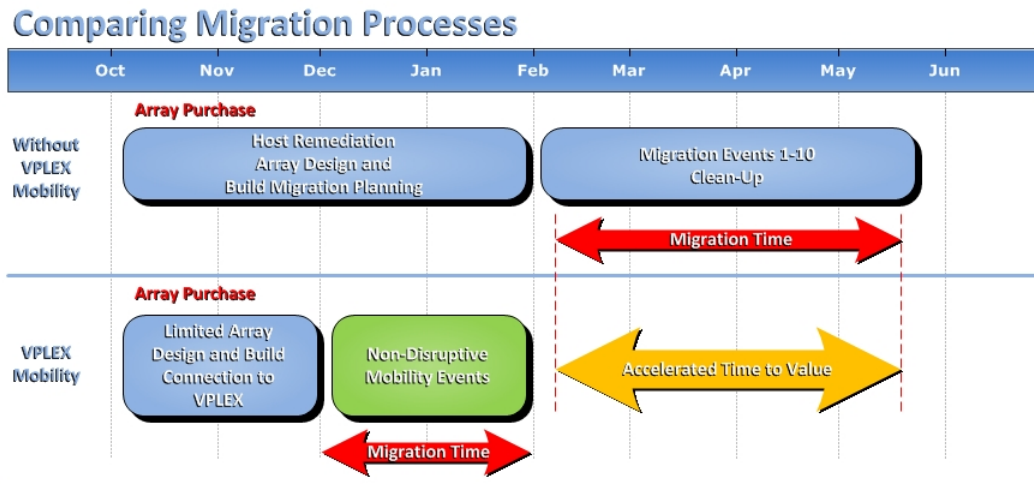 Comparing Migration Processes
Oct Nov Dec Jan Feb Mar Apr May Jun
Without
VPLEX
Mobility
Array Purchase
Host Remediation
Array Design and
Build Migration Planning
Migration Events 1-10
Clean-Up
Migration Time
VPLEX
Mobility
Array Purchase
Limited Array
Design and Build
Connection to
VPLEX
Non-Disruptive
Mobility Events
Accelerated Time to Value
Migration Time